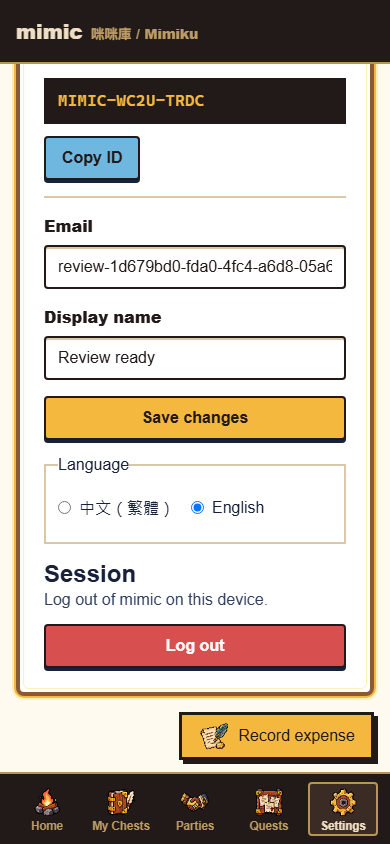 mimic 咪咪庫 / Mimiku
MIMIC-WC2U-TRDC
Copy ID
Email
review-1d679bd0-fda0-4fc4-a6d8-05a6
Display name
Review ready
Save changes
Language
中文（繁體） English
Session
Log out of mimic on this device.
Log out
Record expense
Home My Chests Parties Quests Settings